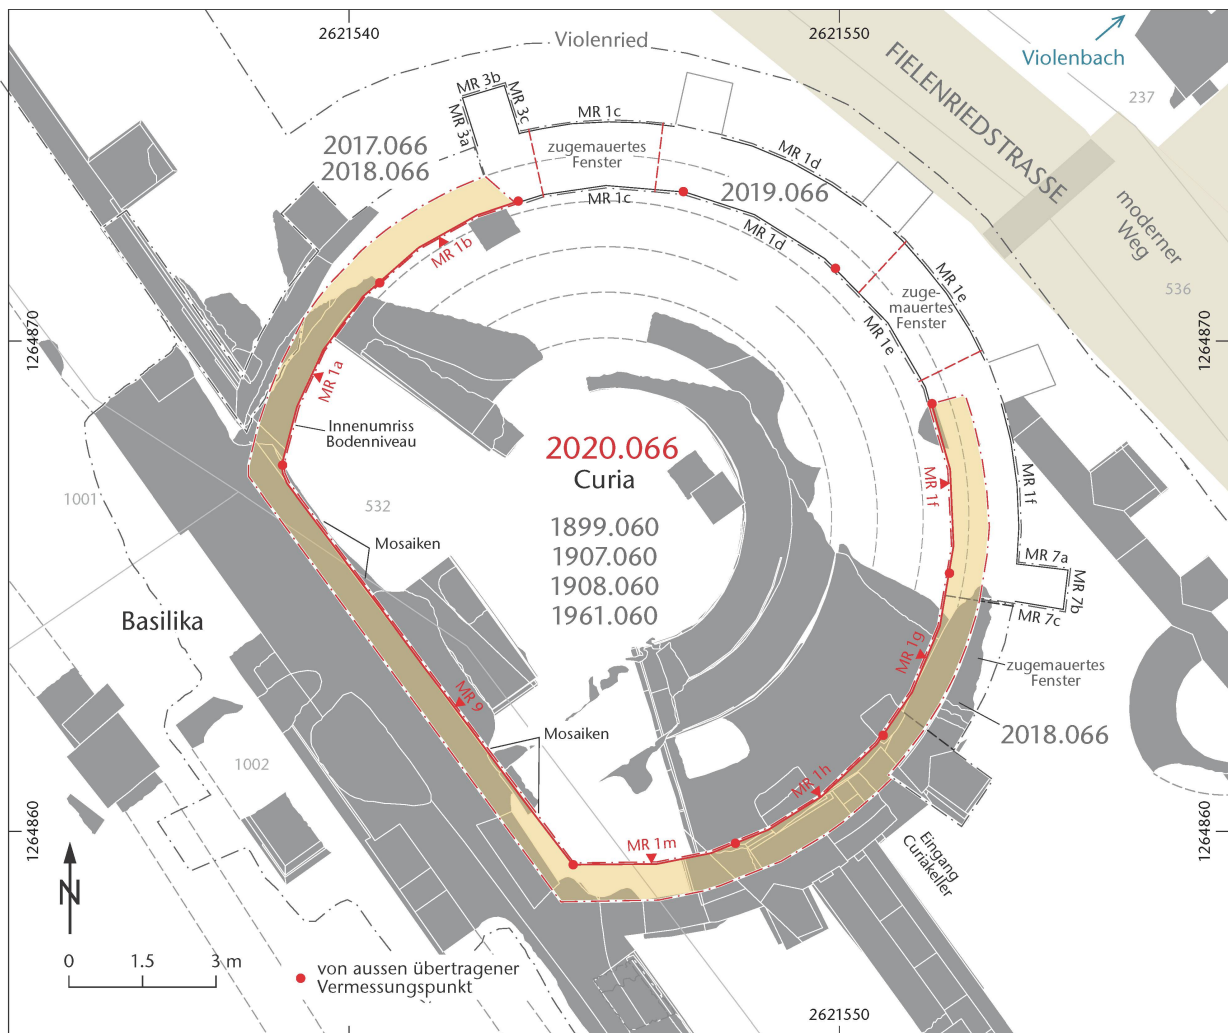 2621540
2621550
Violenbach
Violenried
FIELENRIEDSTRASSE
237
MR 3b
MR 3a
MR 3c
MR 1c
2017.066
2018.066
zugemauertes
Fenster
MR 1d
2019.066
MR 1c
MR 1d
moderner
Weg
536
MR 1b
MR 1e
zuge-
mauertes
Fenster
MR 1e
1264870
1264870
MR 1a
Innenumriss
Bodenniveau
2020.066
Curia
1001
532
1899.060
1907.060
1908.060
1961.060
MR 1f
MR 1f
Mosaiken
MR 7a
MR 7b
MR 7c
Basilika
MR 1g
zugemauertes
Fenster
MR 9
2018.066
Mosaiken
1002
MR 1h
MR 1m
1264860
1264860
Eingang
Curiakeller
N
0 1.5 3 m
von aussen übertragener
Vermessungspunkt
2621550